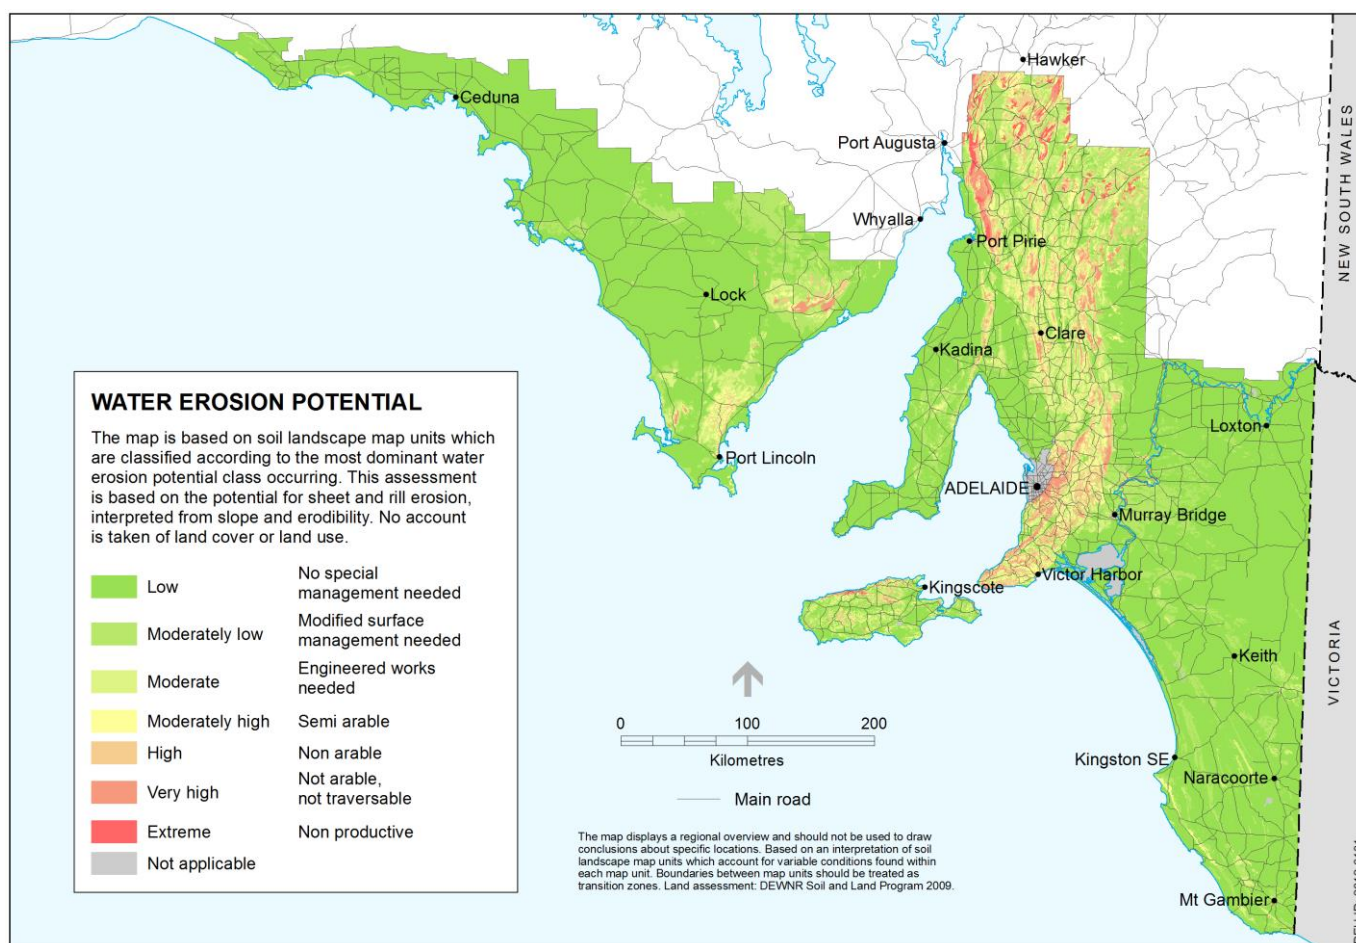 Hawker
Ceduna
Port Augusta
Whyalla
Port Pirie
Lock
Clare
Kadina
Loxton
Port Lincoln
ADELAIDE
Murray Bridge
Victor Harbor
Kingscote
Keith
Kingston SE
Naracoorte
Mt Gambier
NEW SOUTH WALES
VICTORIA
WATER EROSION POTENTIAL
The map is based on soil landscape map units which
are classified according to the most dominant water
erosion potential class occurring. This assessment
is based on the potential for sheet and rill erosion,
interpreted from slope and erodibility. No account
is taken of land cover or land use.
Low No special
management needed
Moderately low Modified surface
management needed
Moderate Engineered works
needed
Moderately high Semi arable
High Non arable
Very high Not arable,
not traversable
Extreme Non productive
Not applicable
0 100 200
Kilometres
Main road
The map displays a regional overview and should not be used to draw
conclusions about specific locations. Based on an interpretation of soil
landscape map units which account for variable conditions found within
each map unit. Boundaries between map units should be treated as
transition zones. Land assessment: DEWNR Soil and Land Program 2009.